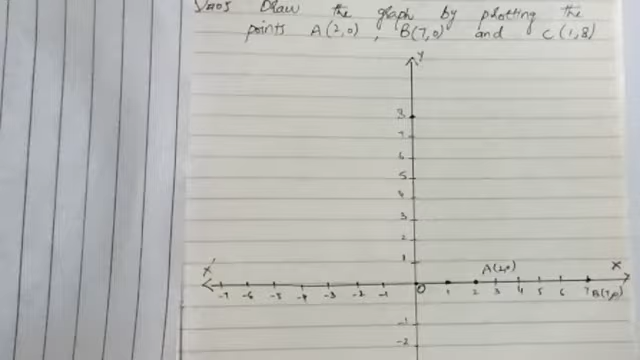 Draw the graph by plotting the
points A(2,0), B(7,0) and C(1,8)
y
8
7
6
5
4
3
2
1
A(2,0)
X' X
-7 -6 -5 -4 -3 -2 -1 O 1 2 3 4 5 6 7 B(7,0)
-1
-2